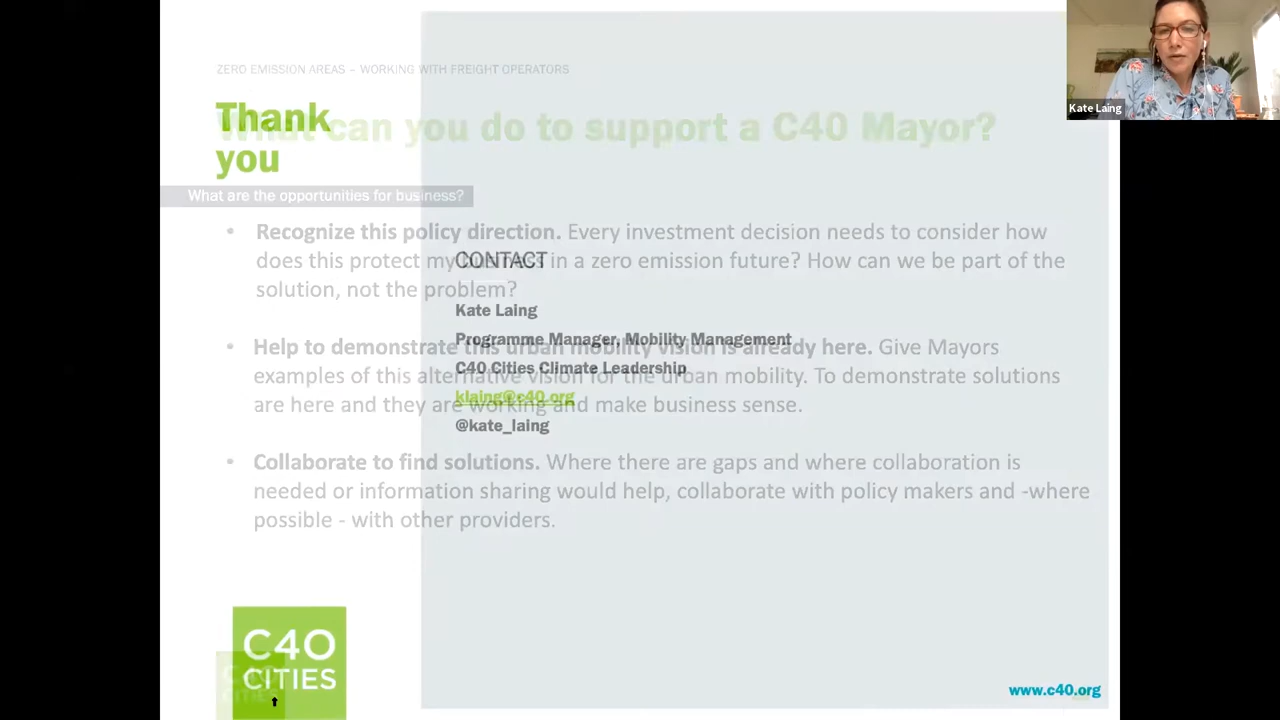 ZERO EMISSION AREAS – WORKING WITH FREIGHT OPERATORS
Thank
you
What can you do to support a C40 Mayor?
What are the opportunities for business?
• Recognize this policy direction. Every investment decision needs to consider how
does this protect my business in a zero emission future? How can we be part of the
solution, not the problem?
• Help to demonstrate this urban mobility vision is already here. Give Mayors
examples of this alternative vision for the urban mobility. To demonstrate solutions
are here and they are working and make business sense.
• Collaborate to find solutions. Where there are gaps and where collaboration is
needed or information sharing would help, collaborate with policy makers and -where
possible - with other providers.
CONTACT
Kate Laing
Programme Manager, Mobility Management
C40 Cities Climate Leadership
klaing@c40.org
@kate_laing
C40
CITIES
C40
CITIES
www.c40.org
Kate Laing